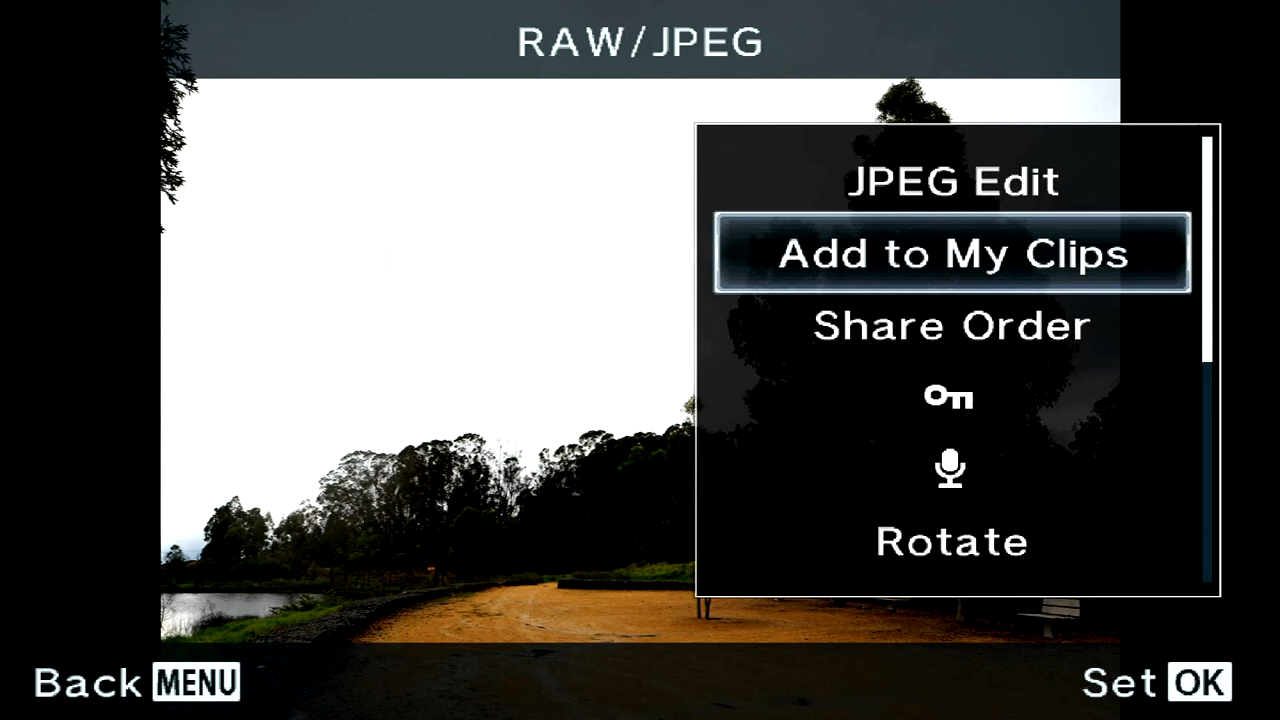 RAW/JPEG
JPEG Edit
Add to My Clips
Share Order
Rotate
Back MENU
Set OK